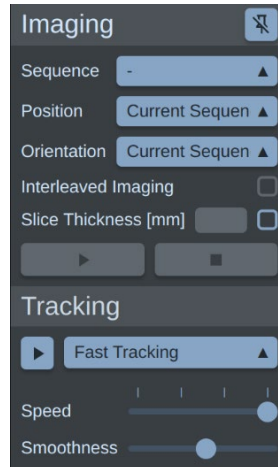 Imaging
Sequence -
Position Current Sequen
Orientation Current Sequen
Interleaved Imaging
Slice Thickness [mm]
Tracking
Fast Tracking
Speed
Smoothness